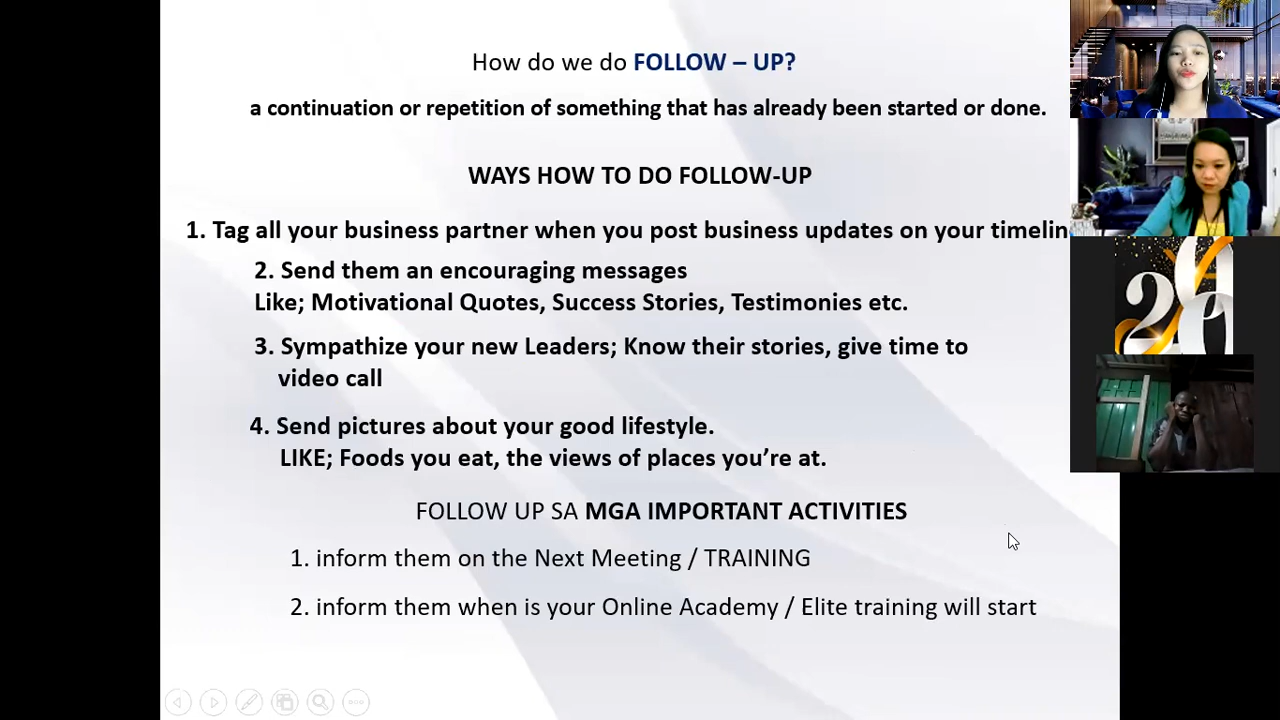 How do we do FOLLOW – UP?
a continuation or repetition of something that has already been started or done.
WAYS HOW TO DO FOLLOW-UP
1. Tag all your business partner when you post business updates on your timelin
2. Send them an encouraging messages
Like; Motivational Quotes, Success Stories, Testimonies etc.
3. Sympathize your new Leaders; Know their stories, give time to
video call
4. Send pictures about your good lifestyle.
LIKE; Foods you eat, the views of places you're at.
FOLLOW UP SA MGA IMPORTANT ACTIVITIES
1. inform them on the Next Meeting / TRAINING
2. inform them when is your Online Academy / Elite training will start